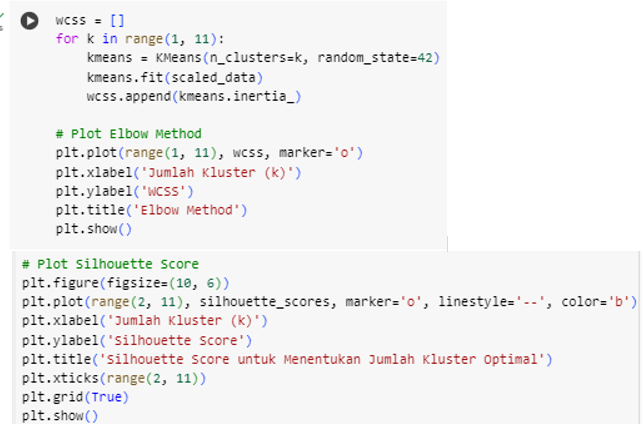 wcss = []
for k in range(1, 11):
    kmeans = KMeans(n_clusters=k, random_state=42)
    kmeans.fit(scaled_data)
    wcss.append(kmeans.inertia_)

# Plot Elbow Method
plt.plot(range(1, 11), wcss, marker='o')
plt.xlabel('Jumlah Kluster (k)')
plt.ylabel('WCSS')
plt.title('Elbow Method')
plt.show()

# Plot Silhouette Score
plt.figure(figsize=(10, 6))
plt.plot(range(2, 11), silhouette_scores, marker='o', linestyle='--', color='b')
plt.xlabel('Jumlah Kluster (k)')
plt.ylabel('Silhouette Score')
plt.title('Silhouette Score untuk Menentukan Jumlah Kluster Optimal')
plt.xticks(range(2, 11))
plt.grid(True)
plt.show()